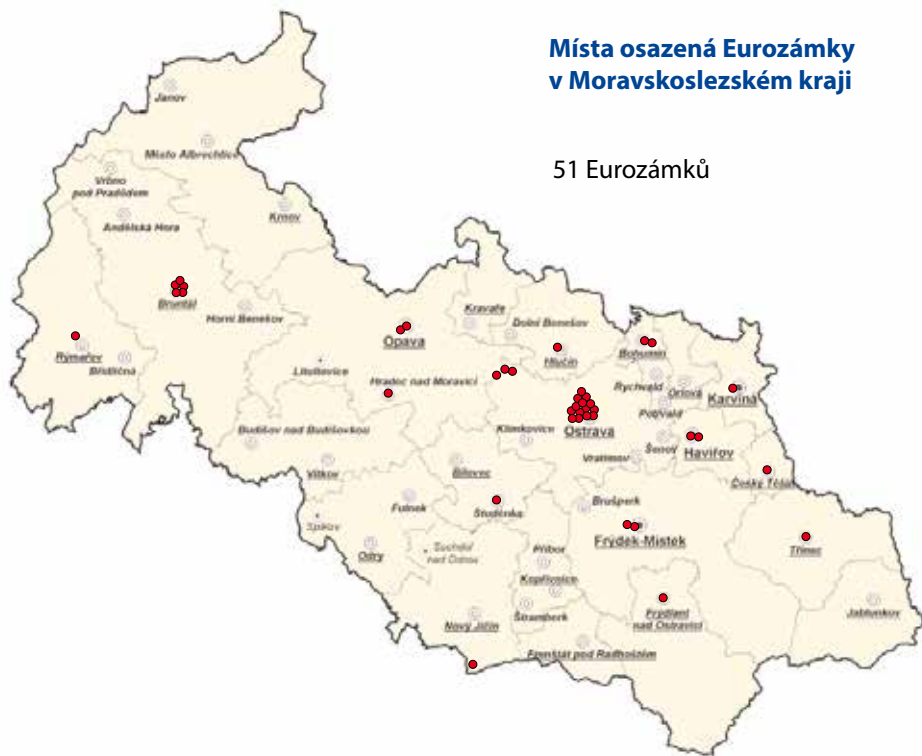 Místa osazená Eurozámky
v Moravskoslezském kraji
51 Eurozámků
Janov
Město Albrechtice
Vrbno
pod Pradědem
Andělská Hora
Krnov
Bruntál
Horní Benešov
Rýmařov
Břidličná
Opava
Kravaře
Dolní Benešov
Hlučín
Bohumín
Litultovice
Hradec nad Moravicí
Rychvald
Orlová
Karviná
Petřvald
Ostrava
Klimkovice
Budišov nad Budišovkou
Šenov
Havířov
Vratimov
Český Těšín
Vítkov
Bílovec
Fulnek
Studénka
Brušperk
Spálov
Odry
Suchdol
nad Odrou
Příbor
Frýdek-Místek
Třinec
Kopřivnice
Štramberk
Nový Jičín
Frýdlant
nad Ostravicí
Jablunkov
Frenštát pod Radhoštěm